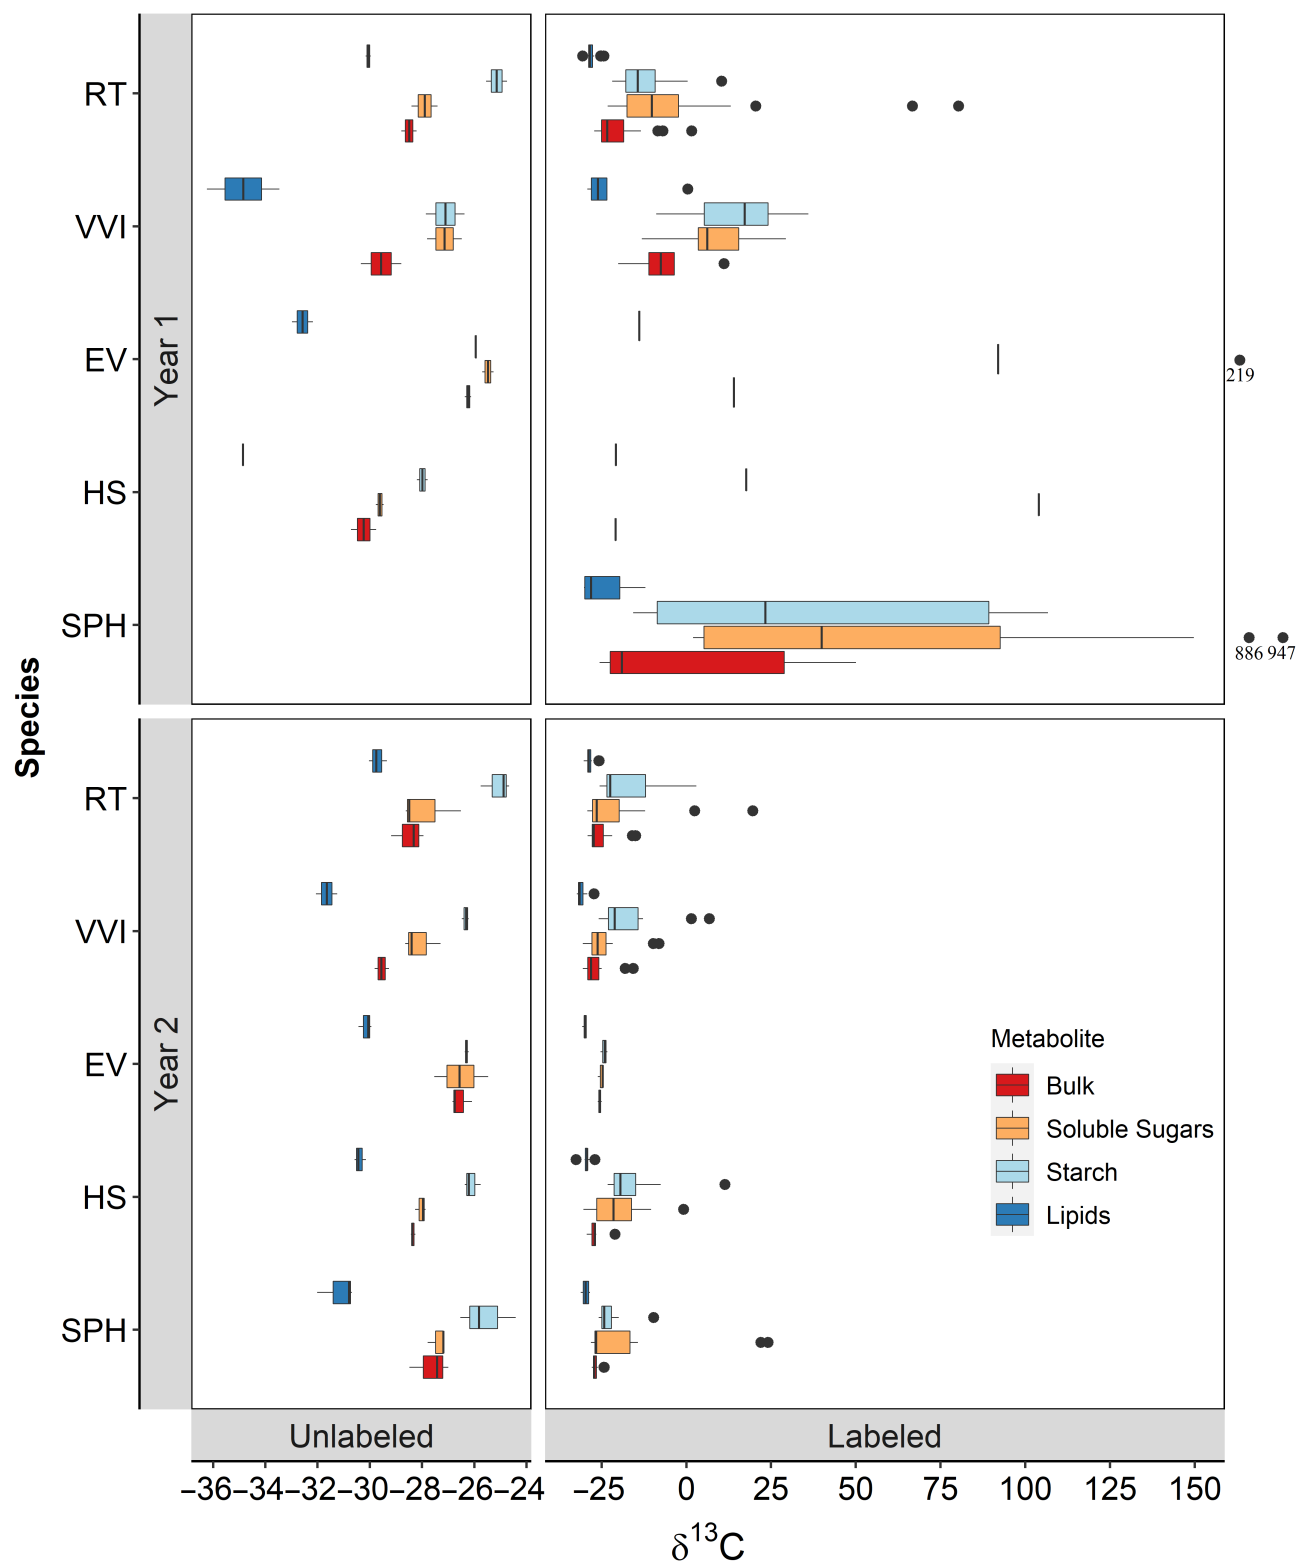 Species
Year 1
RT
VVI
EV
HS
SPH
219
886 947
Year 2
RT
VVI
EV
HS
SPH
Metabolite
Bulk
Soluble Sugars
Starch
Lipids
Unlabeled
Labeled
−36 −34 −32 −30 −28 −26 −24
−25 0 25 50 75 100 125 150
δ¹³C